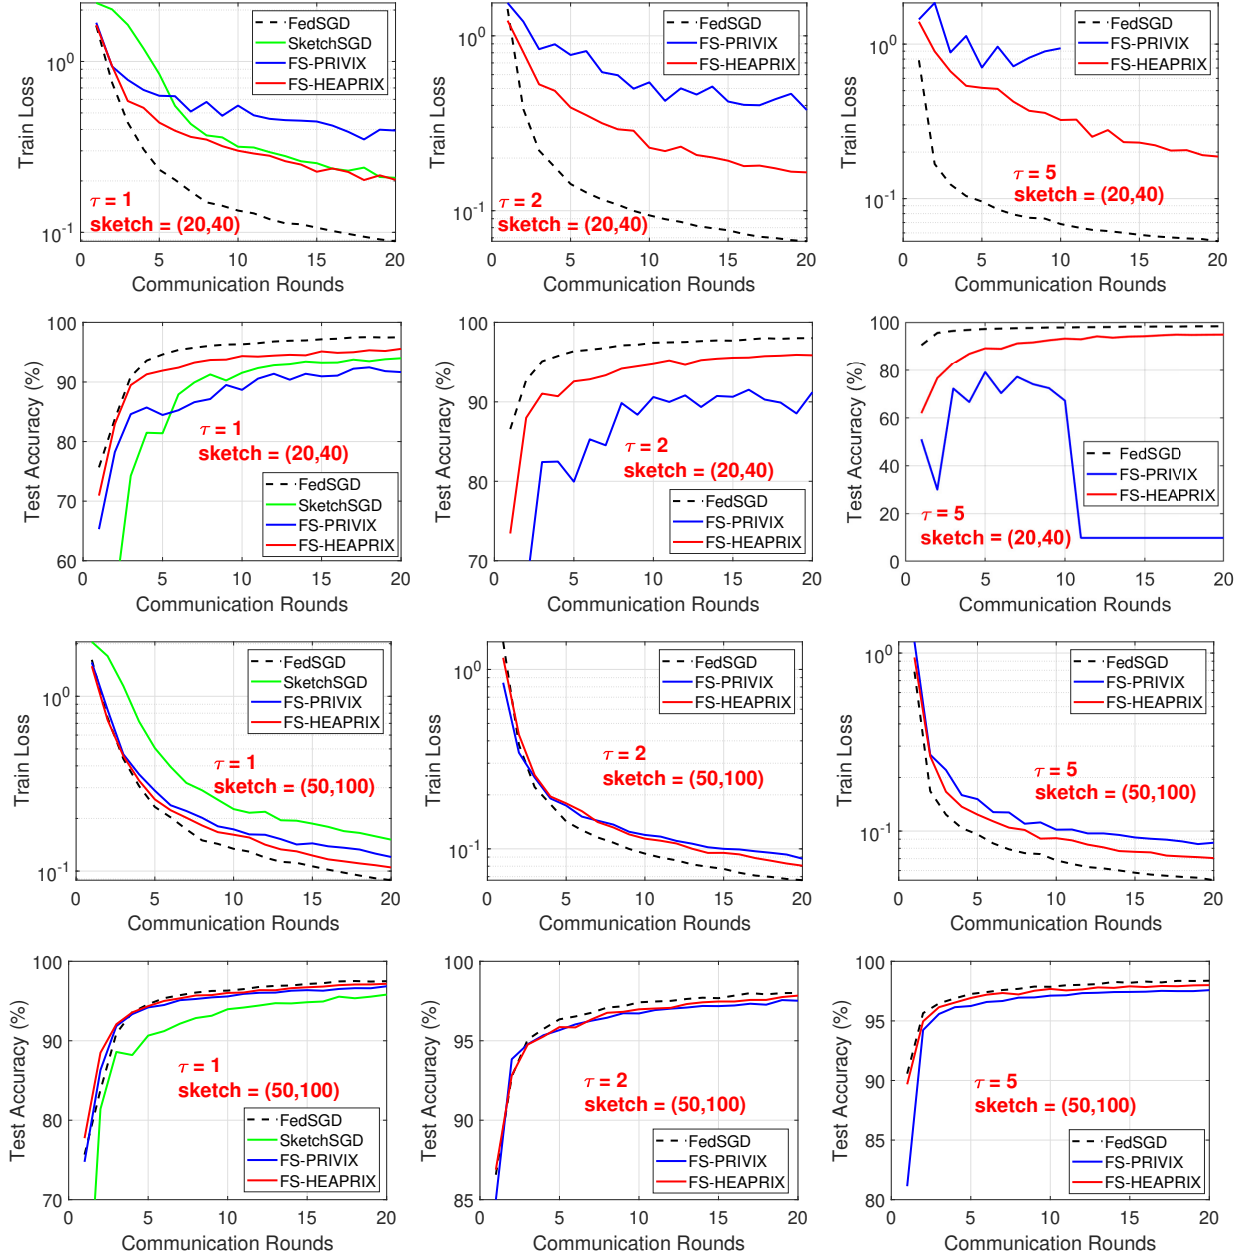 10^0
10^-1
Train Loss
0 5 10 15 20
Communication Rounds
FedSGD
SketchSGD
FS-PRIVIX
FS-HEAPRIX
τ = 1
sketch = (20,40)
10^0
10^-1
Train Loss
0 5 10 15 20
Communication Rounds
FedSGD
FS-PRIVIX
FS-HEAPRIX
τ = 2
sketch = (20,40)
10^0
10^-1
Train Loss
0 5 10 15 20
Communication Rounds
FedSGD
FS-PRIVIX
FS-HEAPRIX
τ = 5
sketch = (20,40)
100
90
80
70
60
Test Accuracy (%)
0 5 10 15 20
Communication Rounds
τ = 1
sketch = (20,40)
FedSGD
SketchSGD
FS-PRIVIX
FS-HEAPRIX
100
90
80
70
Test Accuracy (%)
0 5 10 15 20
Communication Rounds
τ = 2
sketch = (20,40)
FedSGD
FS-PRIVIX
FS-HEAPRIX
100
80
60
40
20
0
Test Accuracy (%)
0 5 10 15 20
Communication Rounds
FedSGD
FS-PRIVIX
FS-HEAPRIX
τ = 5
sketch = (20,40)
10^0
10^-1
Train Loss
0 5 10 15 20
Communication Rounds
FedSGD
SketchSGD
FS-PRIVIX
FS-HEAPRIX
τ = 1
sketch = (50,100)
10^0
10^-1
Train Loss
0 5 10 15 20
Communication Rounds
FedSGD
FS-PRIVIX
FS-HEAPRIX
τ = 2
sketch = (50,100)
10^0
10^-1
Train Loss
0 5 10 15 20
Communication Rounds
FedSGD
FS-PRIVIX
FS-HEAPRIX
τ = 5
sketch = (50,100)
100
90
80
70
Test Accuracy (%)
0 5 10 15 20
Communication Rounds
τ = 1
sketch = (50,100)
FedSGD
SketchSGD
FS-PRIVIX
FS-HEAPRIX
100
95
90
85
Test Accuracy (%)
0 5 10 15 20
Communication Rounds
τ = 2
sketch = (50,100)
FedSGD
FS-PRIVIX
FS-HEAPRIX
100
95
90
85
80
Test Accuracy (%)
0 5 10 15 20
Communication Rounds
τ = 5
sketch = (50,100)
FedSGD
FS-PRIVIX
FS-HEAPRIX